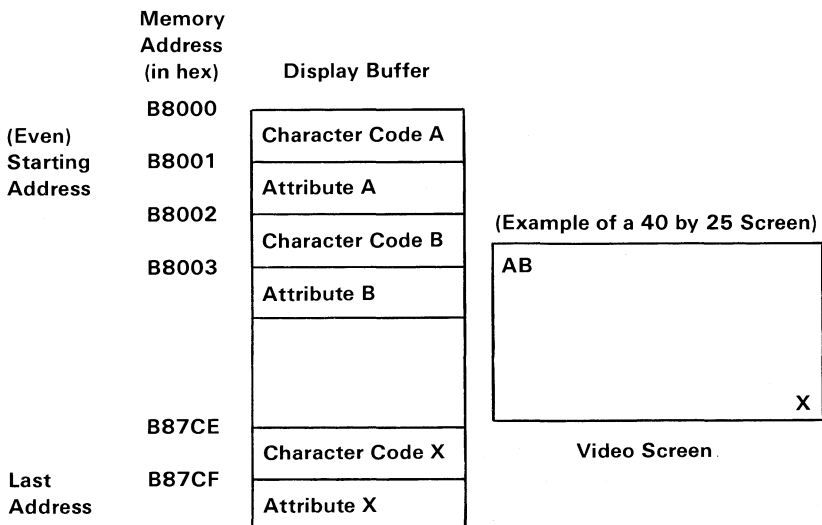 Memory
Address
(in hex)
Display Buffer
B8000
(Even)
Starting
Address
Character Code A
B8001
Attribute A
B8002
Character Code B
B8003
Attribute B
(Example of a 40 by 25 Screen)
AB
X
Video Screen
B87CE
Character Code X
Last
Address
B87CF
Attribute X